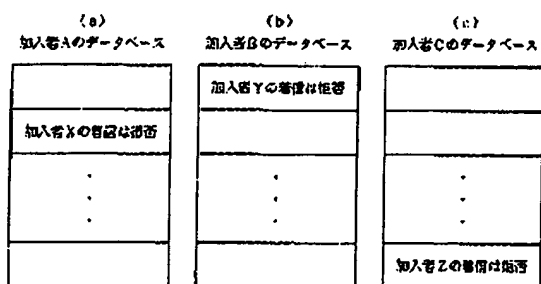 (a)
加入者Aのデータベース
(b)
加入者Bのデータベース
(c)
加入者Cのデータベース
加入者Yの着信は拒否
加入者Xの着信は拒否
加入者Zの着信は拒否